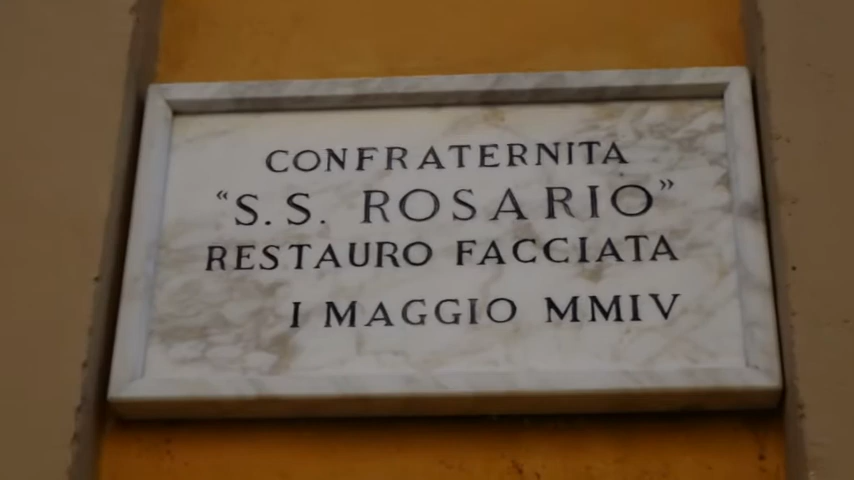 CONFRATERNITA
“S. S. ROSARIO”
RESTAURO FACCIATA
I MAGGIO MMIV